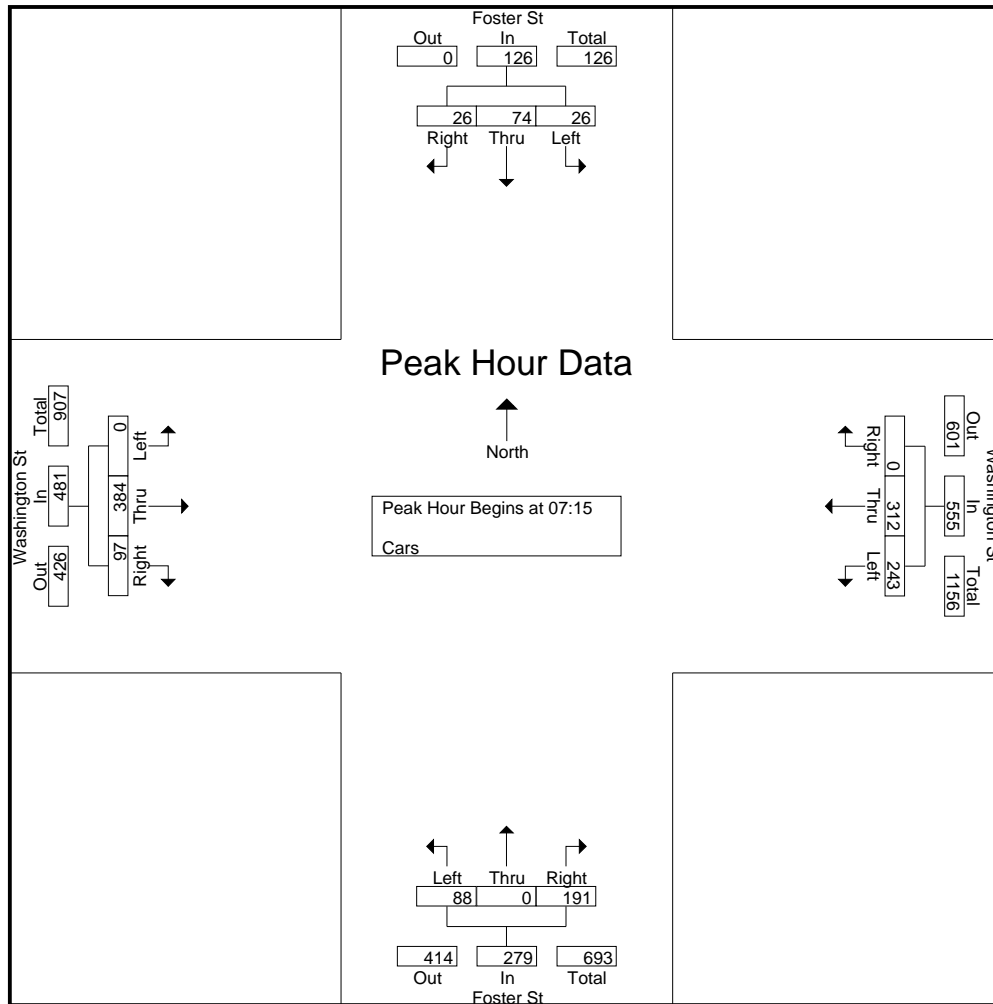 Foster St
Out In Total
0 126 126
26 74 26
Right Thru Left
Peak Hour Data
North
Peak Hour Begins at 07:15
Cars
Washington St
Total In Out
907 481 426
0 384 97
Left Thru Right
Washington St
Out In Total
601 555 1156
0 312 243
Right Thru Left
Left Thru Right
88 0 191
414 279 693
Out In Total
Foster St